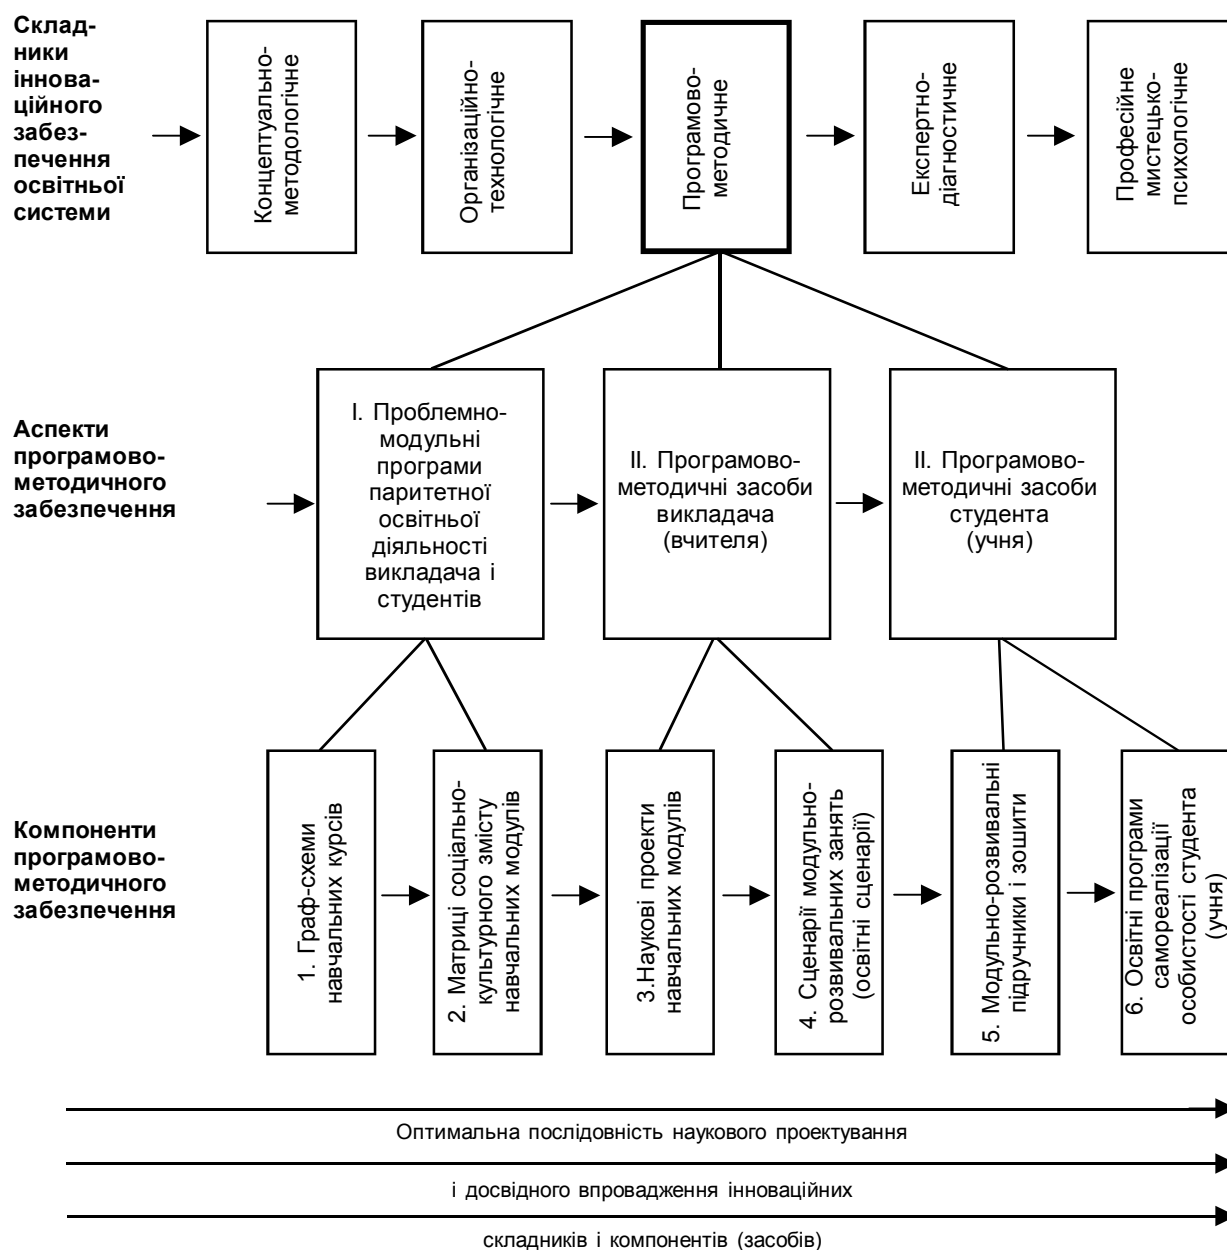 Склад-
ники
іннова-
ційного
забез-
печення
освітньої
системи
Концептуально-
методологічне
Організаційно-
технологічне
Програмово-
методичне
Експертно-
діагностичне
Професійне
мистецько-
психологічне
Аспекти
програмово-
методичного
забезпечення
І. Проблемно-
модульні
програми
паритетної
освітньої
діяльності
викладача і
студентів
ІІ. Програмово-
методичні засоби
викладача
(вчителя)
ІІ. Програмово-
методичні засоби
студента
(учня)
Компоненти
програмово-
методичного
забезпечення
1. Граф-схеми
навчальних курсів
2. Матриці соціально-
культурного змісту
навчальних модулів
3.Наукові проекти
навчальних модулів
4. Сценарії модульно-
розвивальних занять
(освітні сценарії)
5. Модульно-розвивальні
підручники і зошити
6. Освітні програми
самореалізації
особистості студента
(учня)
Оптимальна послідовність наукового проектування
і досвідного впровадження інноваційних
складників і компонентів (засобів)